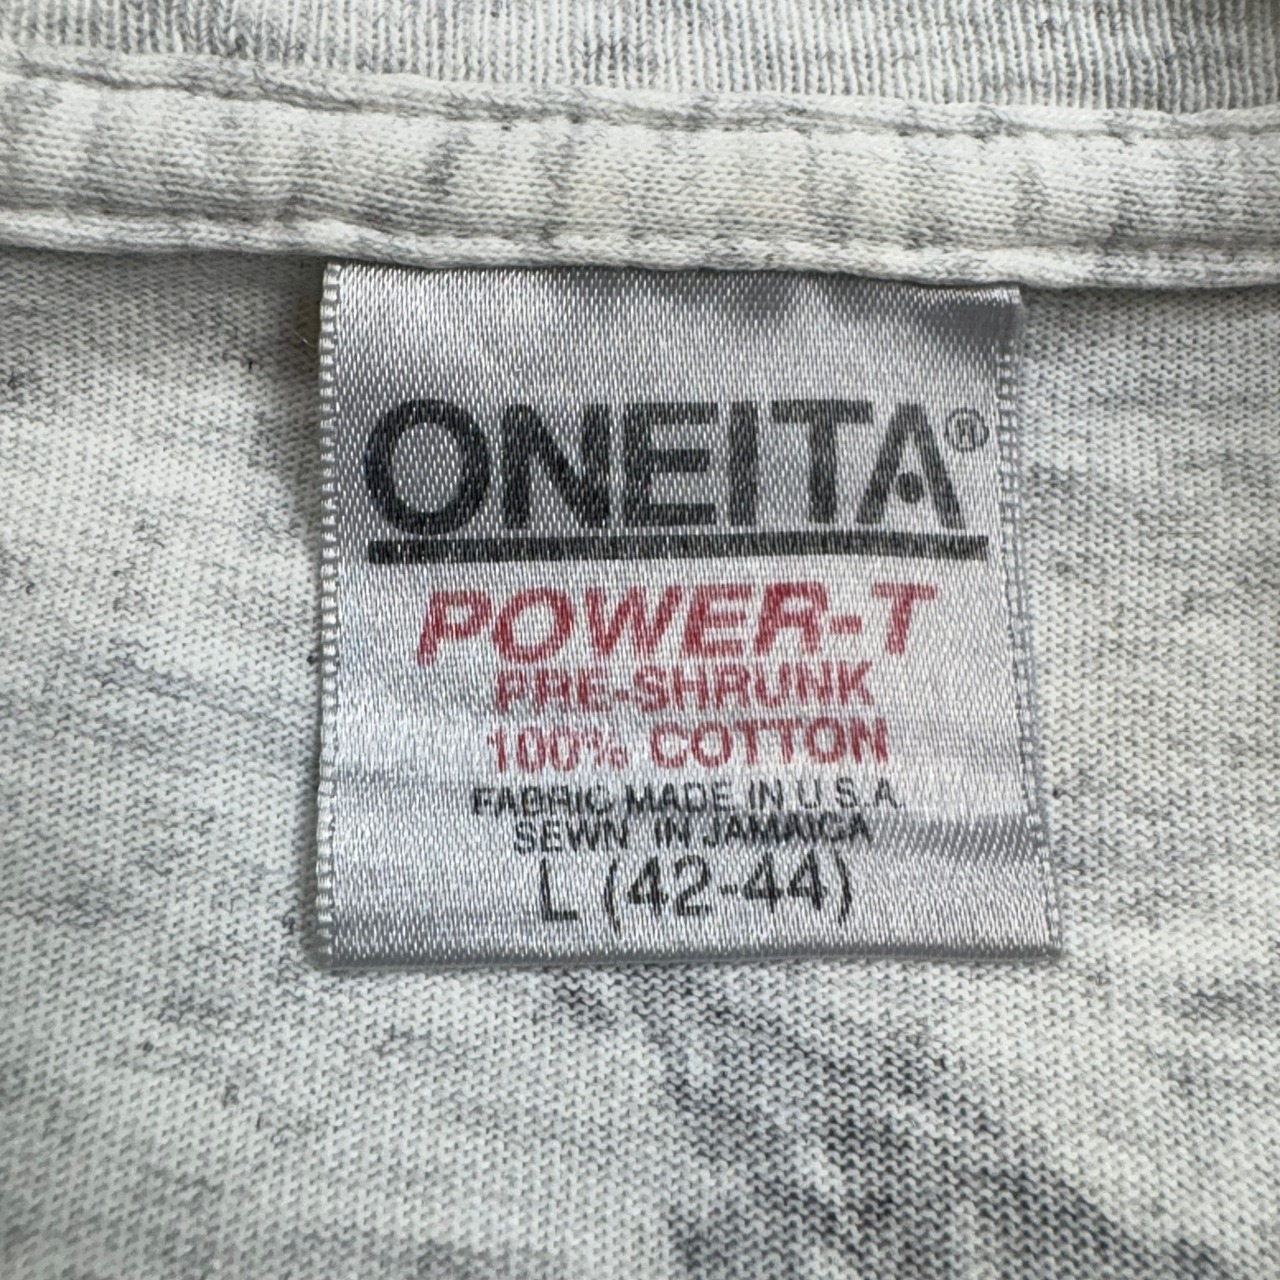 ONEITA®
POWER-T
PRE-SHRUNK
100% COTTON
FABRIC MADE IN U.S.A.
SEWN IN JAMAICA
L (42-44)